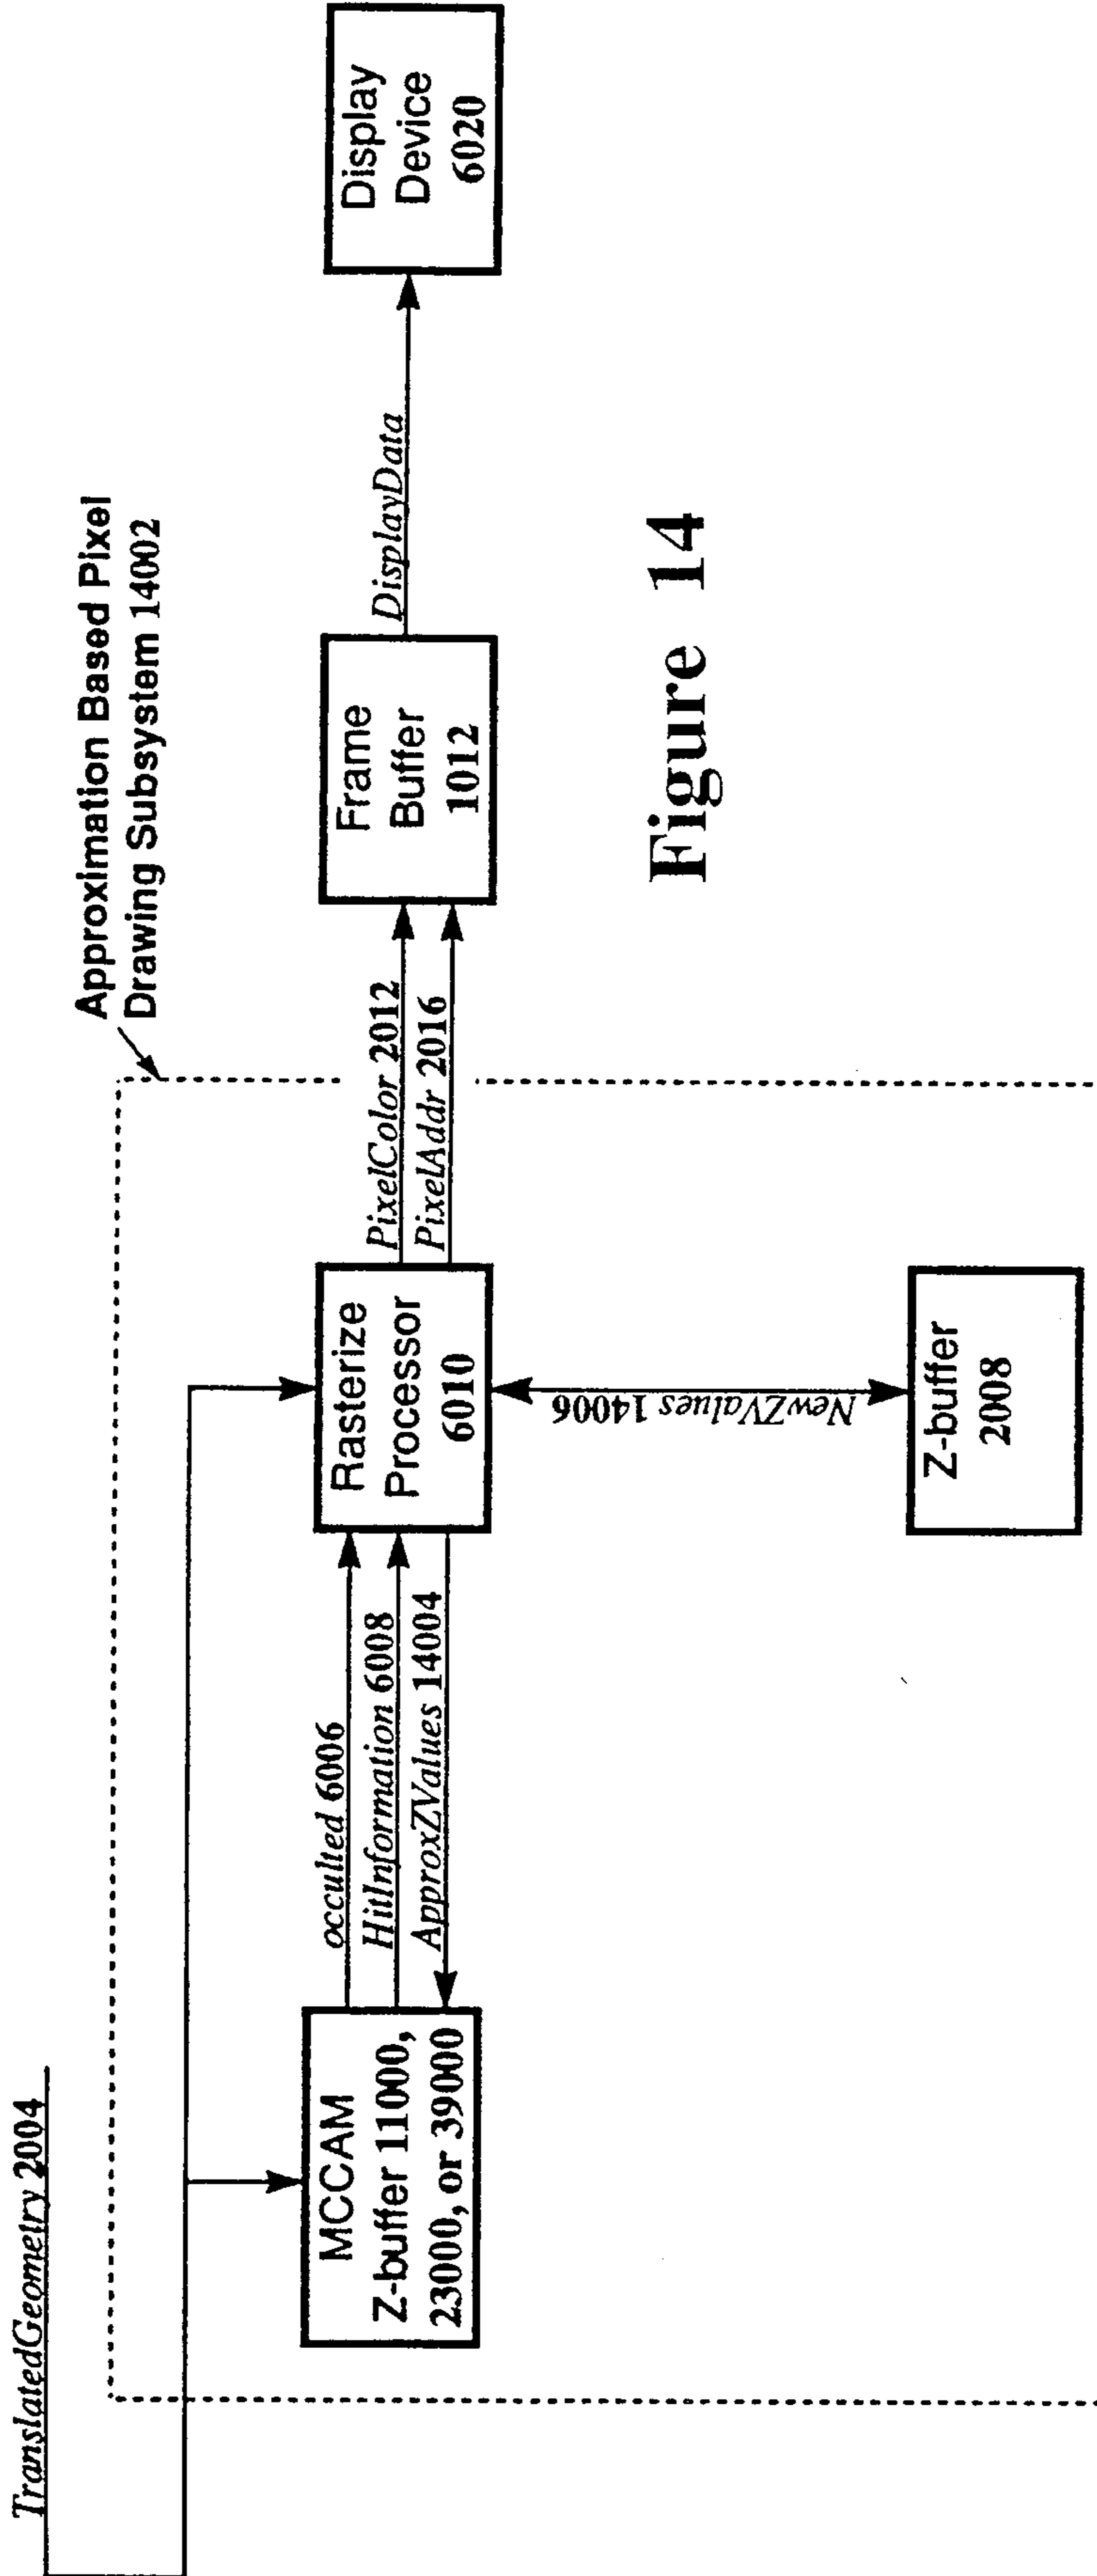 TranslatedGeometry 2004
Approximation Based Pixel
Drawing Subsystem 14002
MCCAM
Z-buffer 11000,
23000, or 39000
occulted 6006
HitInformation 6008
ApproxZValues 14004
Rasterize
Processor
6010
PixelColor 2012
PixelAddr 2016
Frame
Buffer
1012
DisplayData
Display
Device
6020
NewZValues 14006
Z-buffer
2008
Figure 14